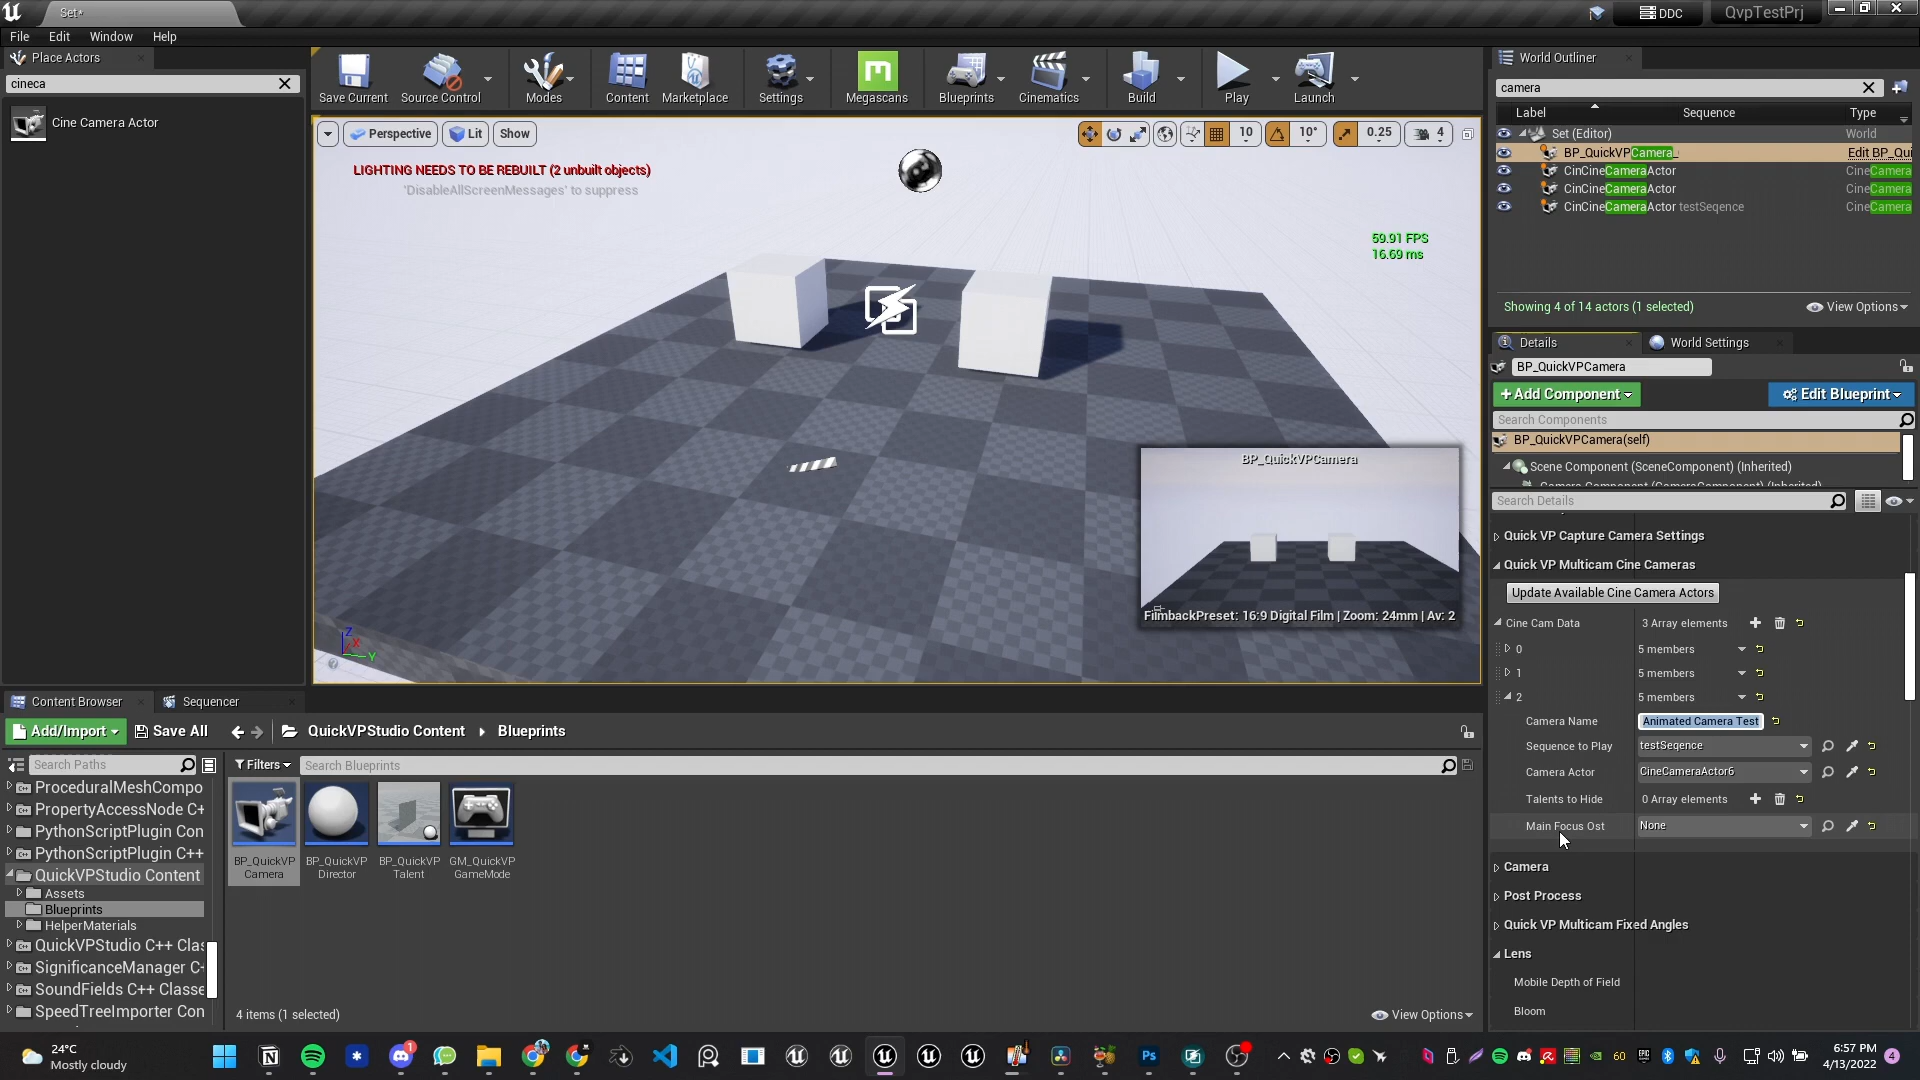 Set*
DDC
QvpTestPrj
File Edit Window Help
Place Actors
cineca
Cine Camera Actor
Save Current
Source Control
Modes
Content
Marketplace
Settings
Megascans
Blueprints
Cinematics
Build
Play
Launch
Perspective
Lit
Show
10
10°
0.25
4
LIGHTING NEEDS TO BE REBUILT (2 unbuilt objects)
'DisableAllScreenMessages' to suppress
59.91 FPS
16.69 ms
BP_QuickVPCamera
FilmbackPreset: 16:9 Digital Film | Zoom: 24mm | Av: 2
World Outliner
camera
Label Sequence Type
Set (Editor) World
BP_QuickVPCamera Edit BP_Qui
CinCineCameraActor CineCamera
CinCineCameraActor CineCamera
CinCineCameraActor testSeqence CineCamera
Showing 4 of 14 actors (1 selected)
View Options
Details
World Settings
BP_QuickVPCamera
+ Add Component
Edit Blueprint
Search Components
BP_QuickVPCamera(self)
Scene Component (SceneComponent) (Inherited)
Camera Component (CameraComponent) (Inherited)
Search Details
Quick VP Capture Camera Settings
Quick VP Multicam Cine Cameras
Update Available Cine Camera Actors
Cine Cam Data 3 Array elements
0 5 members
1 5 members
2 5 members
Camera Name Animated Camera Test
Sequence to Play testSeqence
Camera Actor CineCameraActor6
Talents to Hide 0 Array elements
Main Focus Ost None
Camera
Post Process
Quick VP Multicam Fixed Angles
Lens
Mobile Depth of Field
Bloom
Content Browser
Sequencer
Add/Import
Save All
QuickVPStudio Content
Blueprints
Search Paths
Filters
Search Blueprints
ProceduralMeshCompo
PropertyAccessNode C+
PythonScriptPlugin Con
PythonScriptPlugin C++
QuickVPStudio Content
Assets
Blueprints
HelperMaterials
QuickVPStudio C++ Clas
SignificanceManager C+
SoundFields C++ Classe
SpeedTreeImporter Con
BP_QuickVP
Camera
BP_QuickVP
Director
BP_QuickVP
Talent
GM_QuickVP
GameMode
4 items (1 selected)
View Options
24°C
Mostly cloudy
1
60
6:57 PM
4/13/2022
4